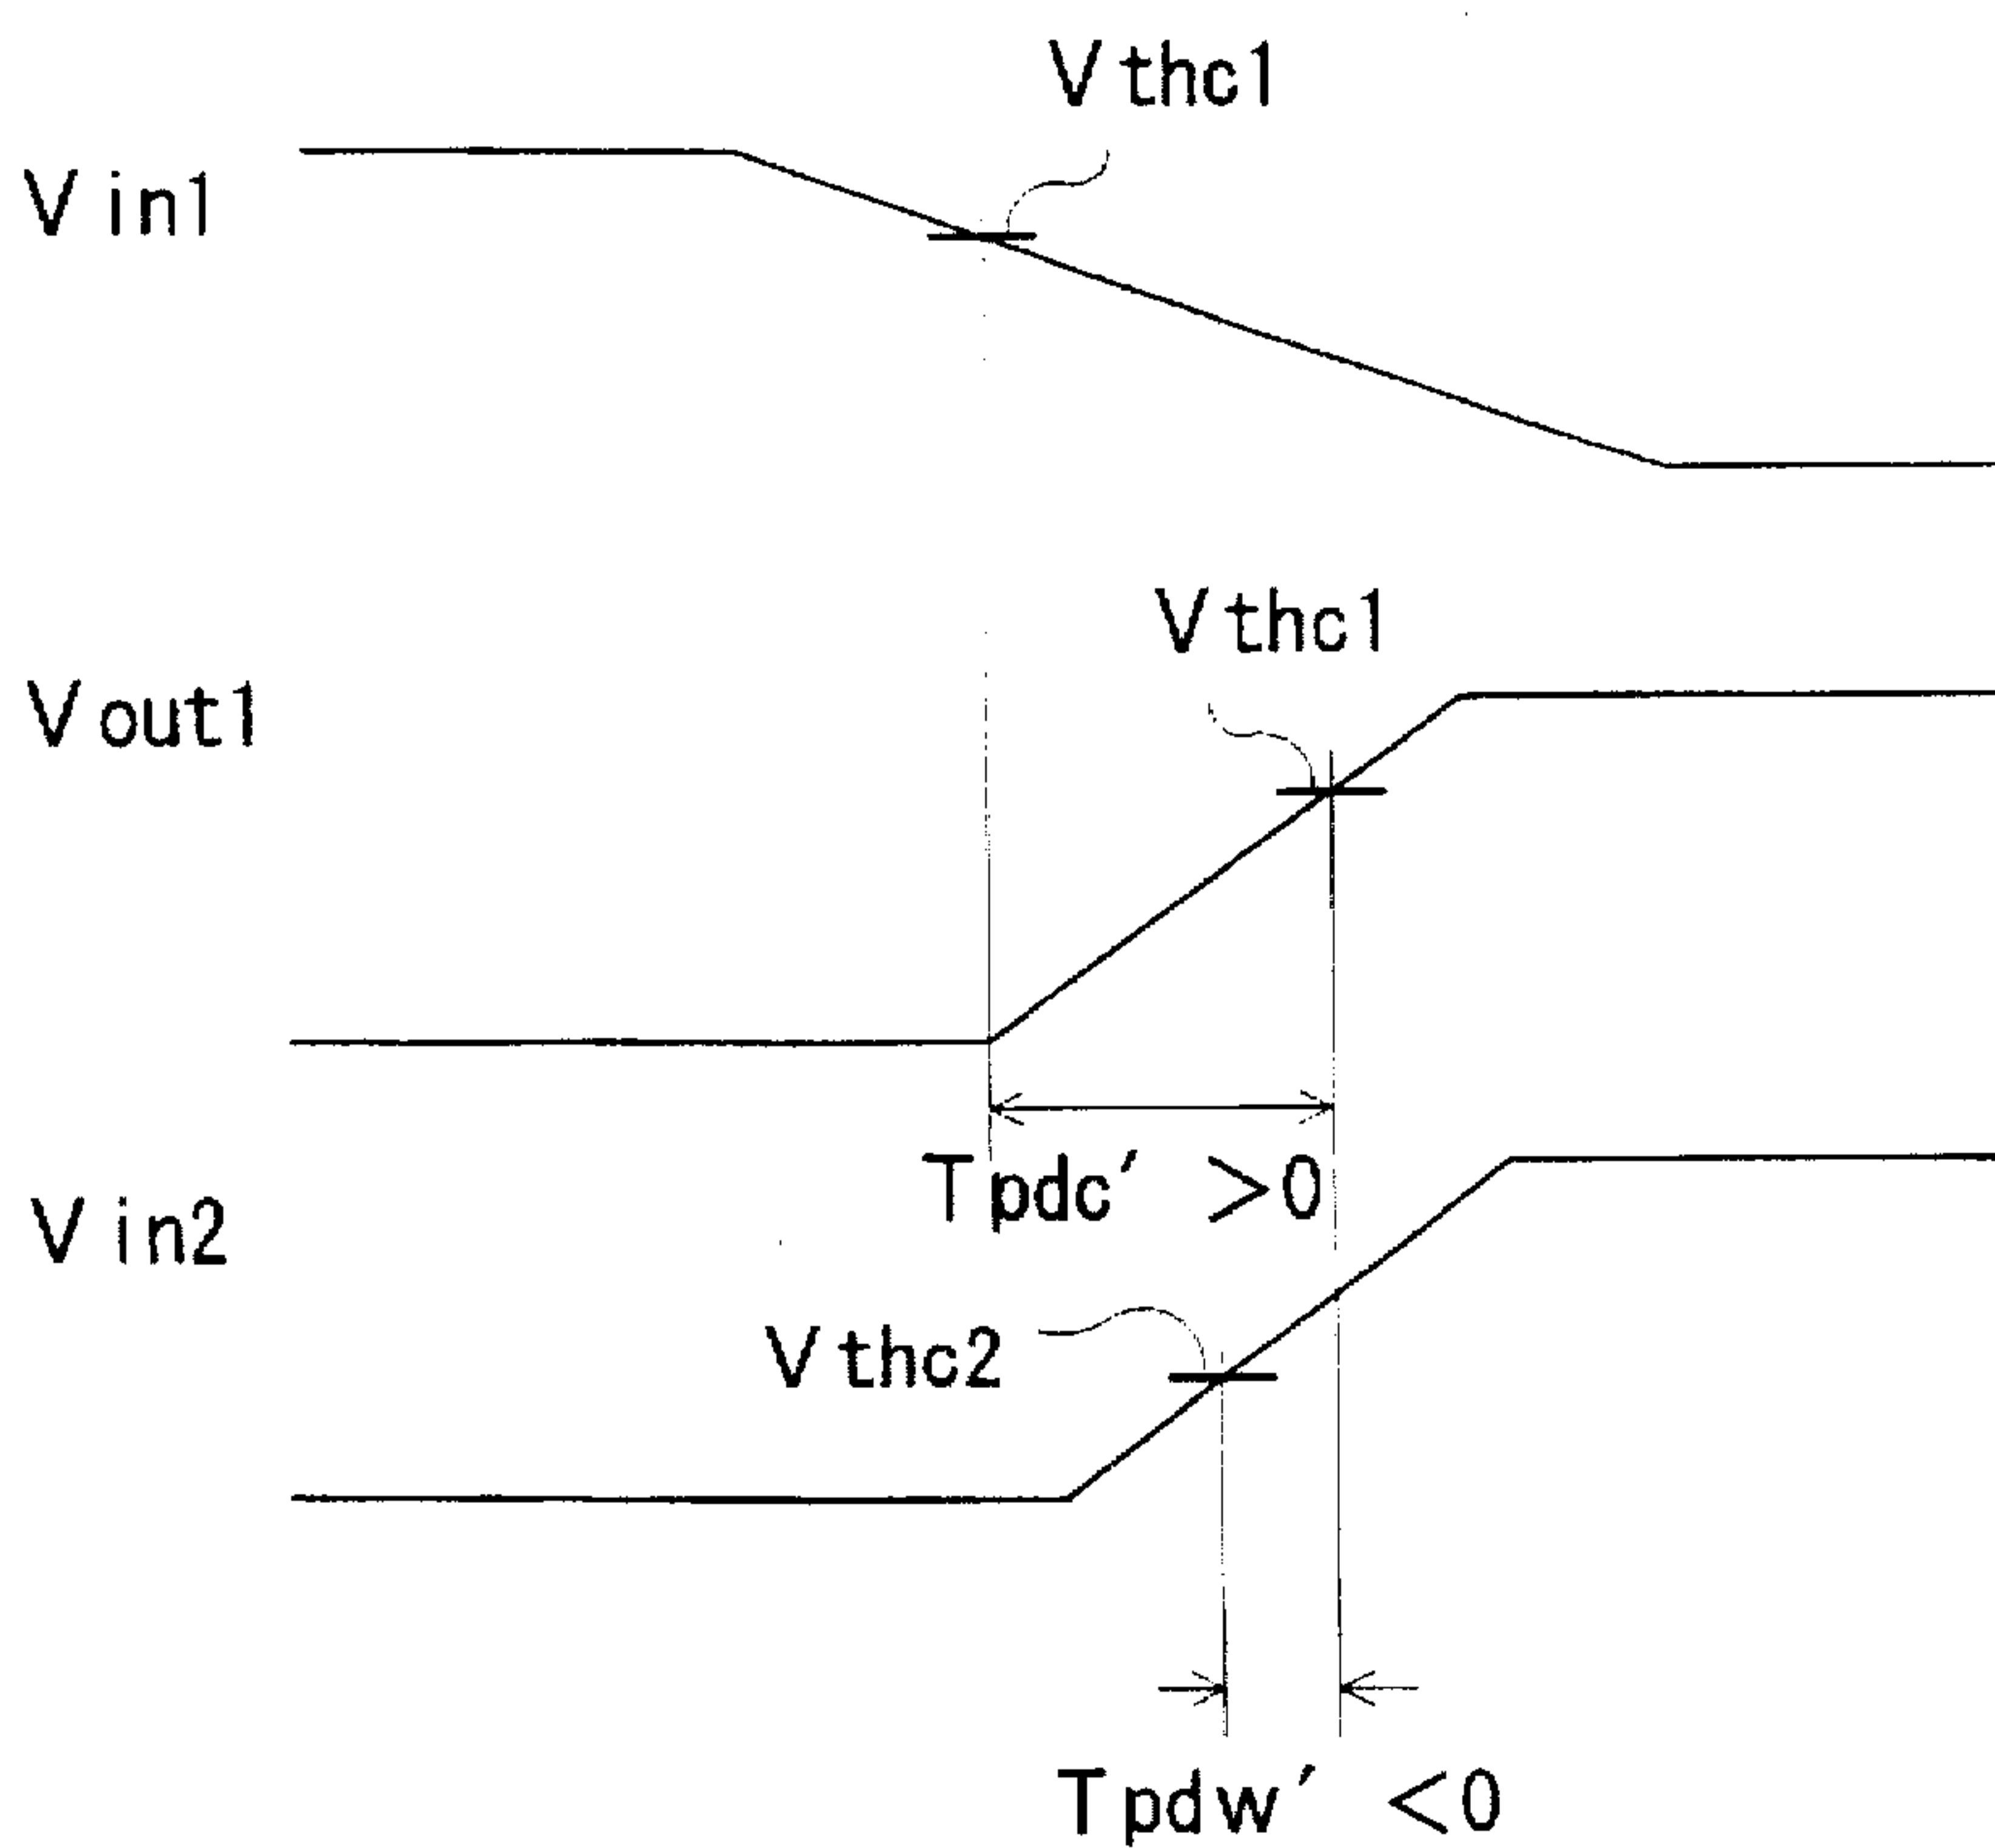 Vthc1
Vin1
Vthc1
Vout1
Tpdc′ >0
Vin2
Vthc2
Tpdw′ <0